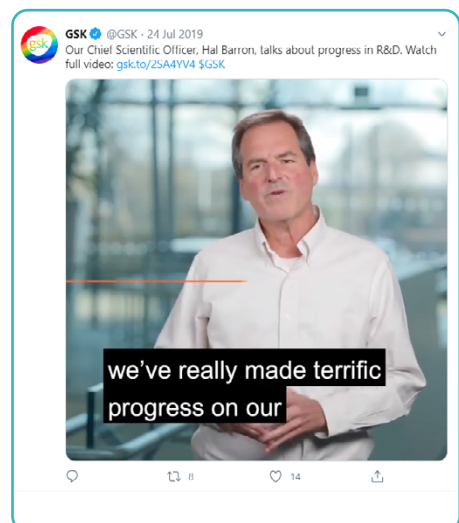 GSK @GSK · 24 Jul 2019
gsk
Our Chief Scientific Officer, Hal Barron, talks about progress in R&D. Watch
full video: gsk.to/2SA4YV4 $GSK
we've really made terrific
progress on our
8 14